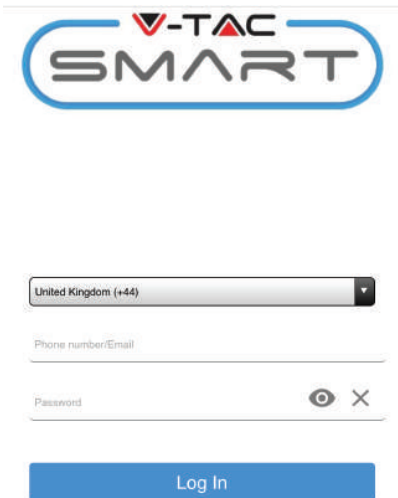 V-TAC
SMART
United Kingdom (+44)
Phone number/Email
Password
Log In